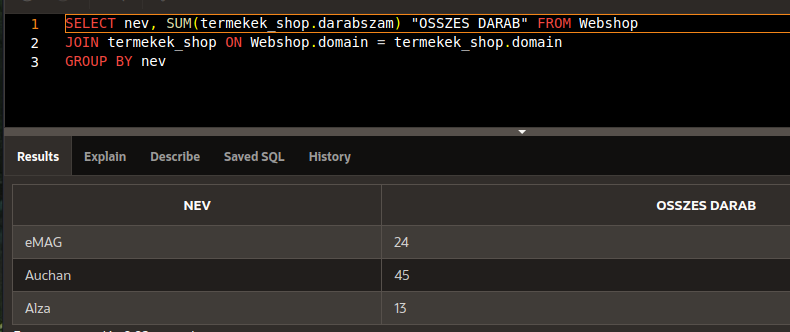 1 SELECT nev, SUM(termekek_shop.darabszam) "OSSZES DARAB" FROM Webshop
2 JOIN termekek_shop ON Webshop.domain = termekek_shop.domain
3 GROUP BY nev
Results Explain Describe Saved SQL History
NEV OSSZES DARAB
eMAG 24
Auchan 45
Alza 13